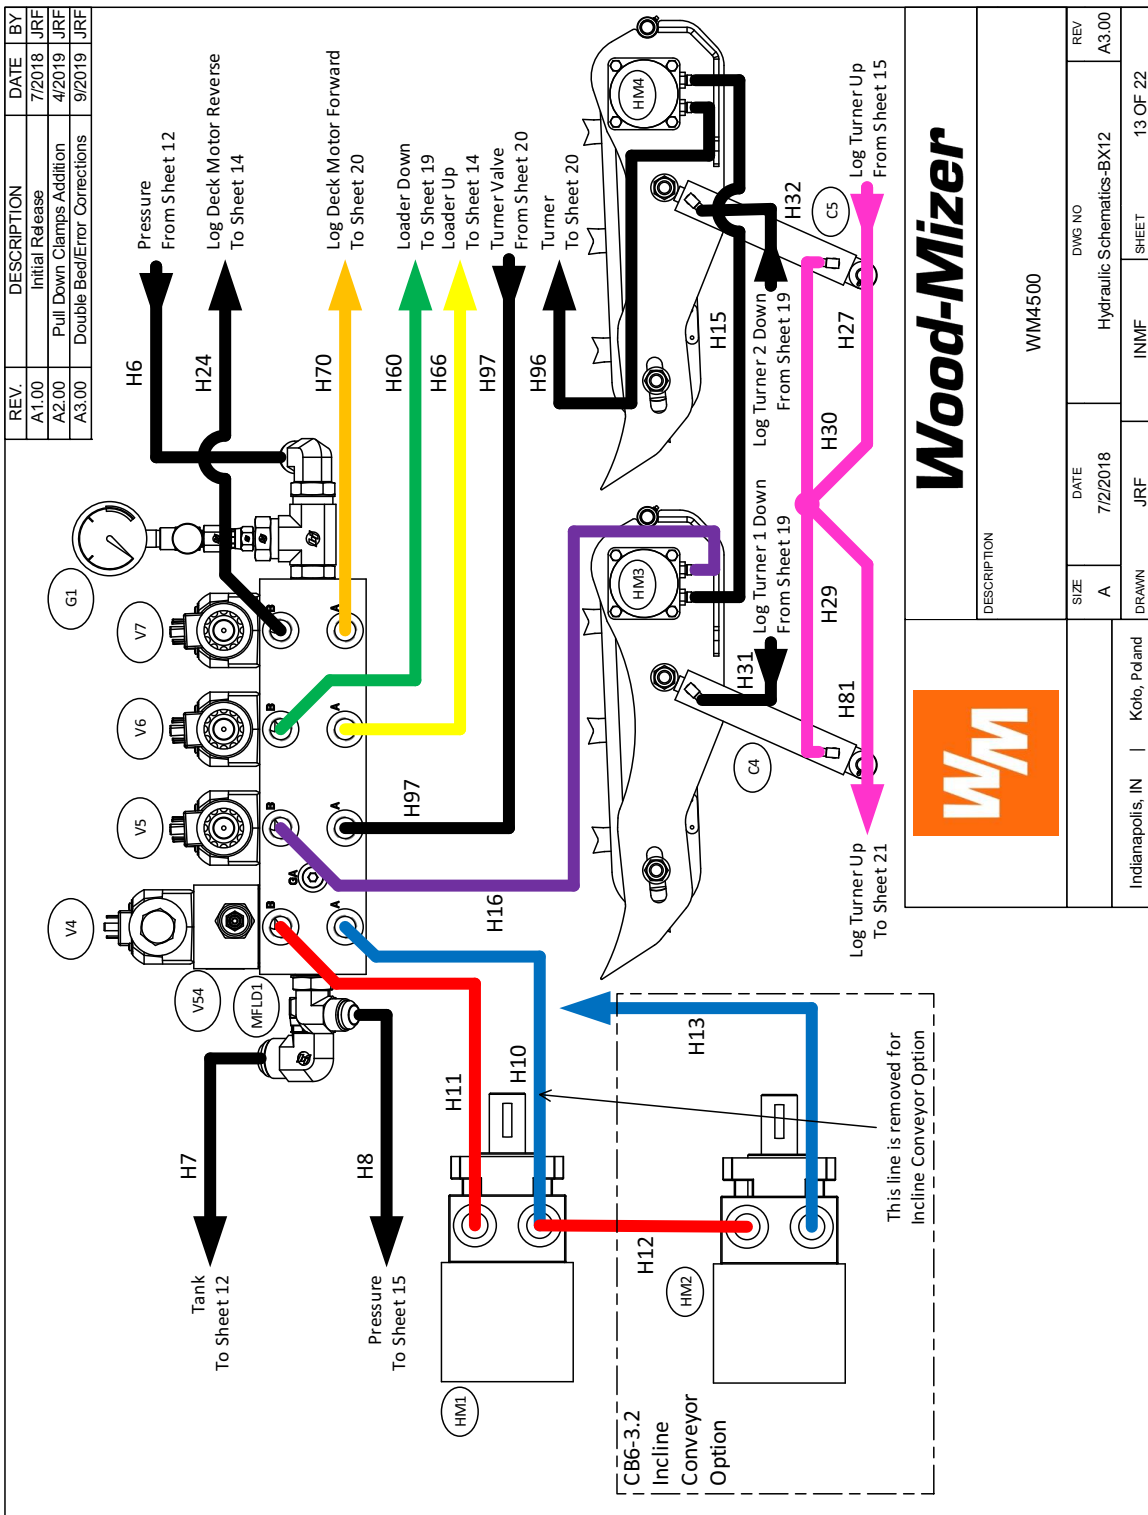 REV.
DESCRIPTION
DATE
BY
A1.00
Initial Release
7/2018
JRF
A2.00
Pull Down Clamps Addition
4/2019
JRF
A3.00
Double Bed/Error Corrections
9/2019
JRF
Tank
To Sheet 12
H7
Pressure
To Sheet 15
H8
V4
V54
MFLD1
V5
V6
V7
G1
B
A
GA
B
A
B
A
B
A
H6
Pressure
From Sheet 12
H24
Log Deck Motor Reverse
To Sheet 14
H70
Log Deck Motor Forward
To Sheet 20
H60
Loader Down
To Sheet 19
H66
Loader Up
To Sheet 14
H97
H97
Turner Valve
From Sheet 20
H96
Turner
To Sheet 20
H16
H11
H10
HM1
H12
H13
HM2
CB6-3.2
Incline
Conveyor
Option
This line is removed for
Incline Conveyor Option
HM3
HM4
H15
H31
Log Turner 1 Down
From Sheet 19
Log Turner 2 Down
From Sheet 19
H32
C4
C5
H29
H30
H81
H27
Log Turner Up
To Sheet 21
Log Turner Up
From Sheet 15
WM
Indianapolis, IN | Koło, Poland
Wood-Mizer
DESCRIPTION
WM4500
SIZE
A
DATE
7/2/2018
DWG NO
Hydraulic Schematics-BX12
REV
A3.00
DRAWN
JRF
INMF
SHEET
13 OF 22